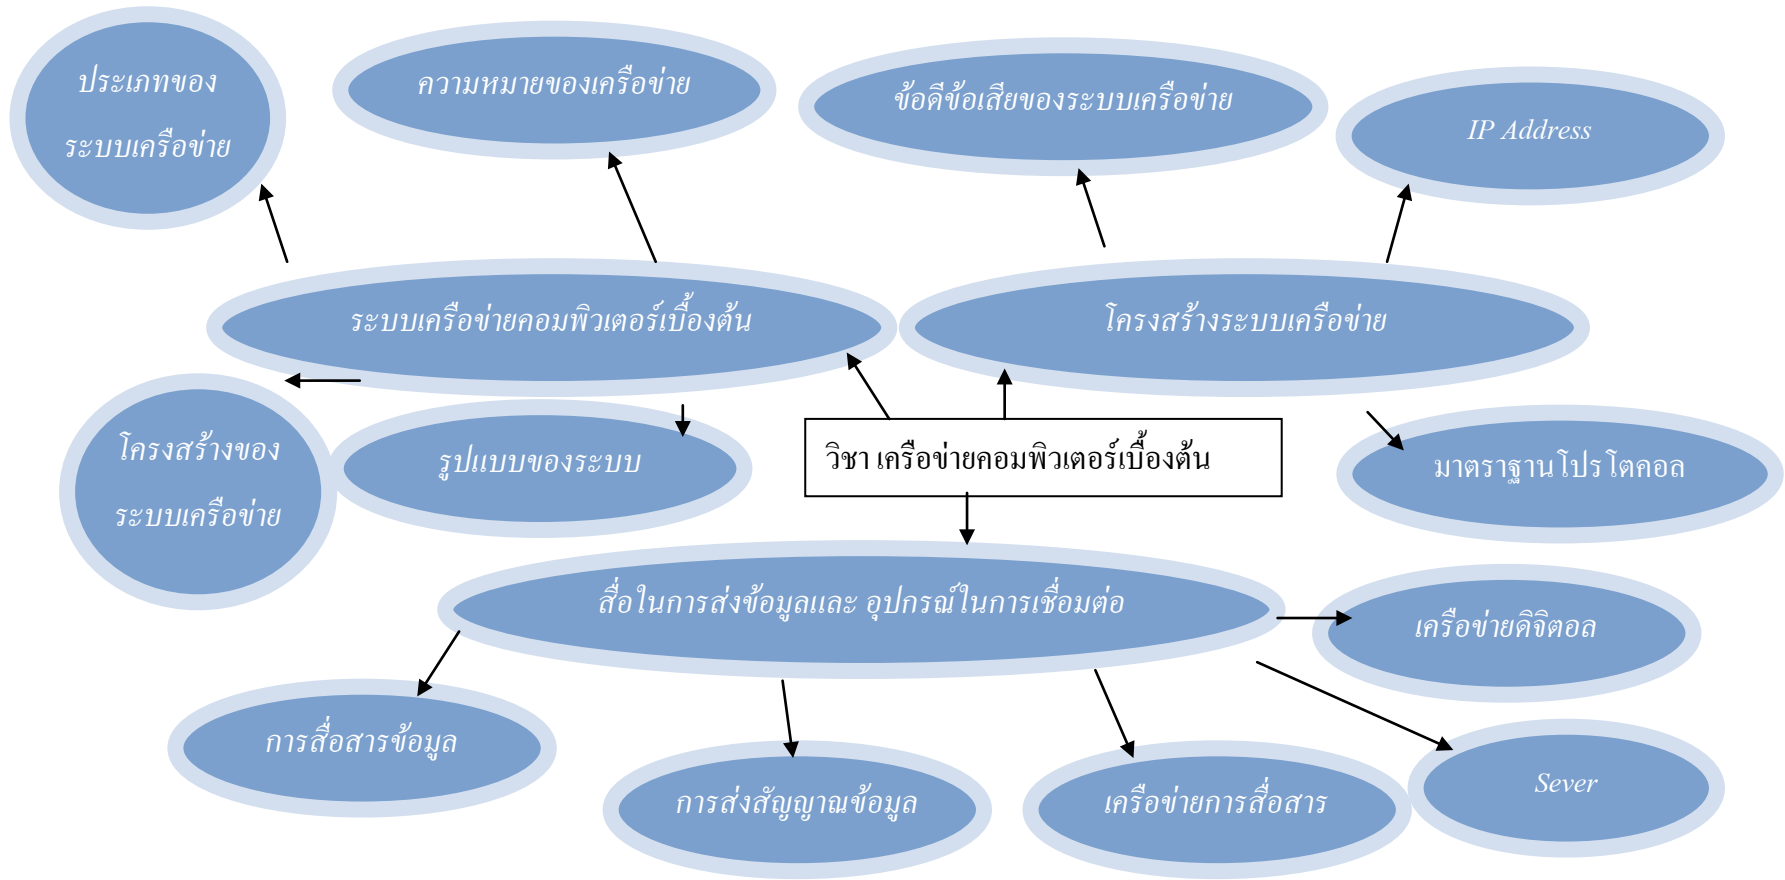 ประเภทของ
ระบบเครือข่าย
ความหมายของเครือข่าย
ข้อดีข้อเสียของระบบเครือข่าย
IP Address
ระบบเครือข่ายคอมพิวเตอร์เบื้องต้น
โครงสร้างระบบเครือข่าย
โครงสร้างของ
ระบบเครือข่าย
รูปแบบของระบบ
วิชา เครือข่ายคอมพิวเตอร์เบื้องต้น
มาตราฐานโปรโตคอล
สื่อในการส่งข้อมูลและ อุปกรณ์ในการเชื่อมต่อ
เครือข่ายดิจิตอล
การสื่อสารข้อมูล
การส่งสัญญาณข้อมูล
เครือข่ายการสื่อสาร
Sever